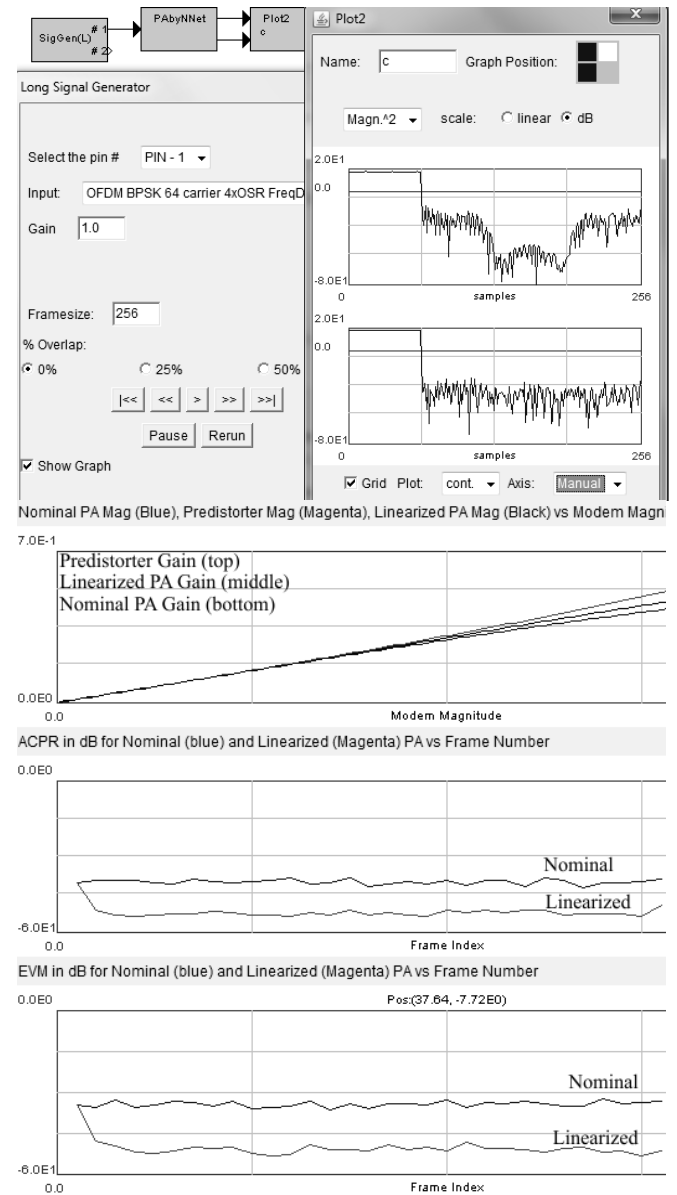 SigGen(L)
# 1
# 2
PAbyNNet
Plot2
c
Long Signal Generator
Select the pin #
PIN - 1
Input:
OFDM BPSK 64 carrier 4xOSR FreqD
Gain
1.0
Framesize:
256
% Overlap:
0%
25%
50%
|<<
<<
>
>>
>>|
Pause
Rerun
Show Graph
Plot2
Name:
c
Graph Position:
Magn.^2
scale:
linear
dB
2.0E1
0.0
-8.0E1
0
samples
256
2.0E1
0.0
-8.0E1
0
samples
256
Grid
Plot:
cont.
Axis:
Manual
Nominal PA Mag (Blue), Predistorter Mag (Magenta), Linearized PA Mag (Black) vs Modem Magn
7.0E-1
Predistorter Gain (top)
Linearized PA Gain (middle)
Nominal PA Gain (bottom)
0.0E0
0.0
Modem Magnitude
ACPR in dB for Nominal (blue) and Linearized (Magenta) PA vs Frame Number
0.0E0
Nominal
Linearized
-6.0E1
0.0
Frame Index
EVM in dB for Nominal (blue) and Linearized (Magenta) PA vs Frame Number
0.0E0
Pos:(37.64, -7.72E0)
Nominal
Linearized
-6.0E1
0.0
Frame Index